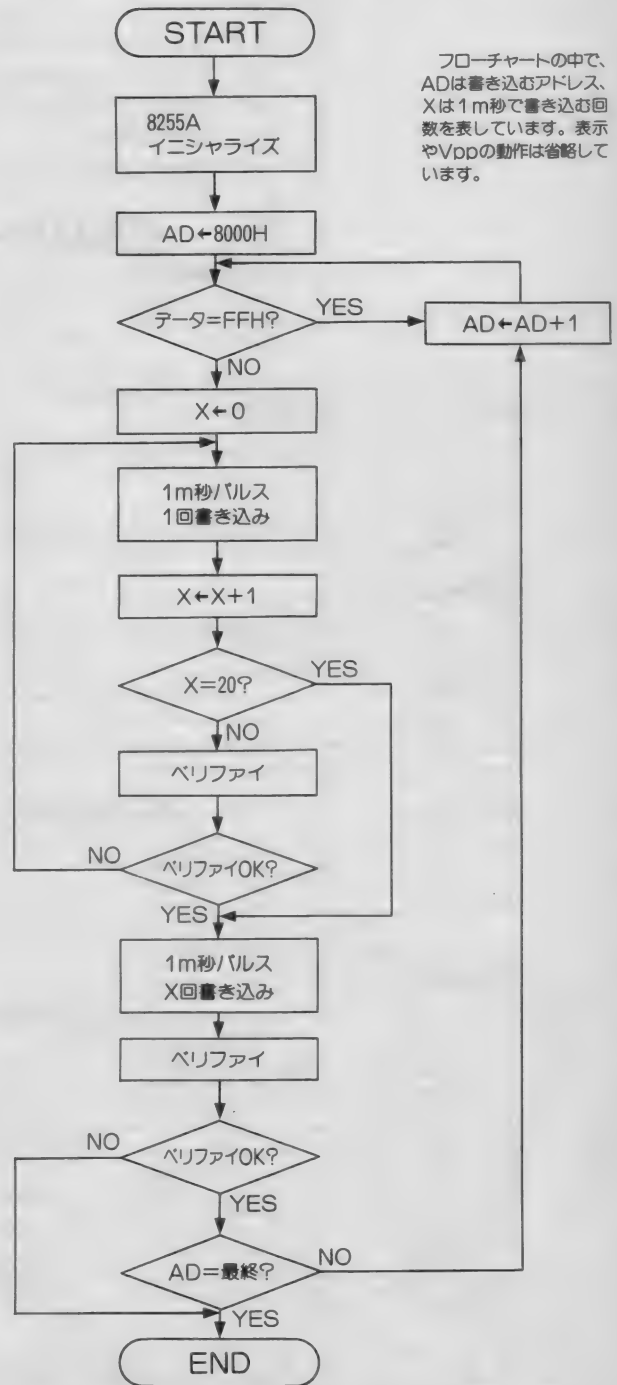 START
フローチャートの中で、
ADは書き込むアドレス、
Xは1m秒で書き込む回
数を表しています。表示
やVppの動作は省略して
います。
8255A
イニシャライズ
AD←8000H
データ=FFH?
YES
AD←AD+1
NO
X←0
1m秒パルス
1回書き込み
X←X+1
X=20?
YES
NO
ベリファイ
NO
ベリファイOK?
YES
1m秒パルス
X回書き込み
ベリファイ
NO
ベリファイOK?
YES
AD=最終?
NO
YES
END